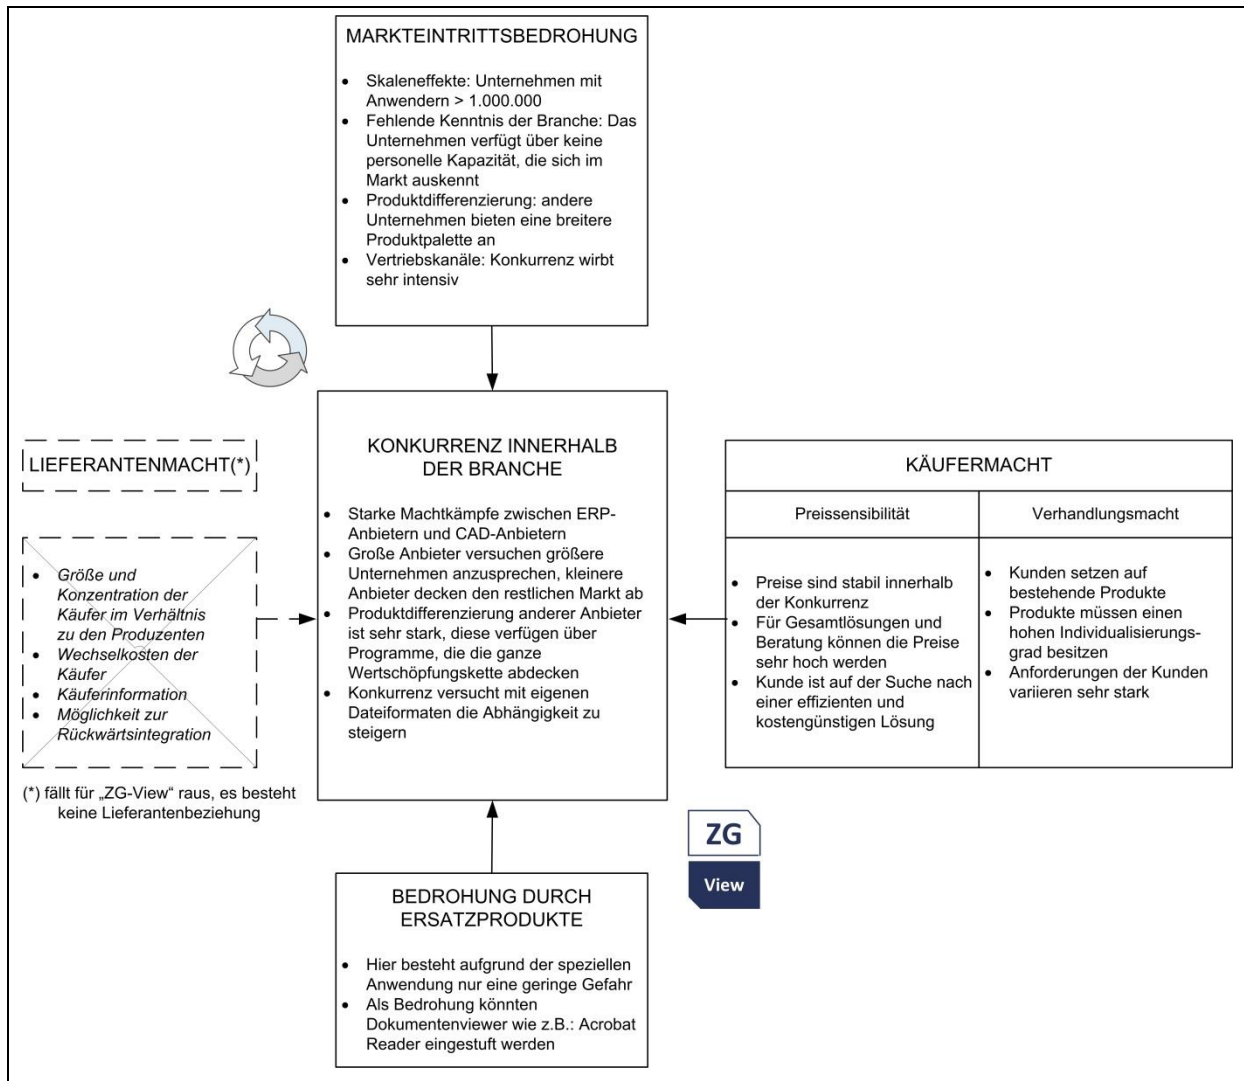 MARKTEINTRITTSBEDROHUNG
• Skaleneffekte: Unternehmen mit
Anwendern > 1.000.000
• Fehlende Kenntnis der Branche: Das
Unternehmen verfügt über keine
personelle Kapazität, die sich im
Markt auskennt
• Produktdifferenzierung: andere
Unternehmen bieten eine breitere
Produktpalette an
• Vertriebskanäle: Konkurrenz wirbt
sehr intensiv
LIEFERANTENMACHT(*)
• Größe und
Konzentration der
Käufer im Verhältnis
zu den Produzenten
• Wechselkosten der
Käufer
• Käuferinformation
• Möglichkeit zur
Rückwärtsintegration
(*) fällt für „ZG-View“ raus, es besteht
keine Lieferantenbeziehung
KONKURRENZ INNERHALB
DER BRANCHE
• Starke Machtkämpfe zwischen ERP-
Anbietern und CAD-Anbietern
• Große Anbieter versuchen größere
Unternehmen anzusprechen, kleinere
Anbieter decken den restlichen Markt ab
• Produktdifferenzierung anderer Anbieter
ist sehr stark, diese verfügen über
Programme, die die ganze
Wertschöpfungskette abdecken
• Konkurrenz versucht mit eigenen
Dateiformaten die Abhängigkeit zu
steigern
KÄUFERMACHT
Preissensibilität
• Preise sind stabil innerhalb
der Konkurrenz
• Für Gesamtlösungen und
Beratung können die Preise
sehr hoch werden
• Kunde ist auf der Suche nach
einer effizienten und
kostengünstigen Lösung
Verhandlungsmacht
• Kunden setzen auf
bestehende Produkte
• Produkte müssen einen
hohen Individualisierungs-
grad besitzen
• Anforderungen der Kunden
variieren sehr stark
ZG
View
BEDROHUNG DURCH
ERSATZPRODUKTE
• Hier besteht aufgrund der speziellen
Anwendung nur eine geringe Gefahr
• Als Bedrohung könnten
Dokumentenviewer wie z.B.: Acrobat
Reader eingestuft werden